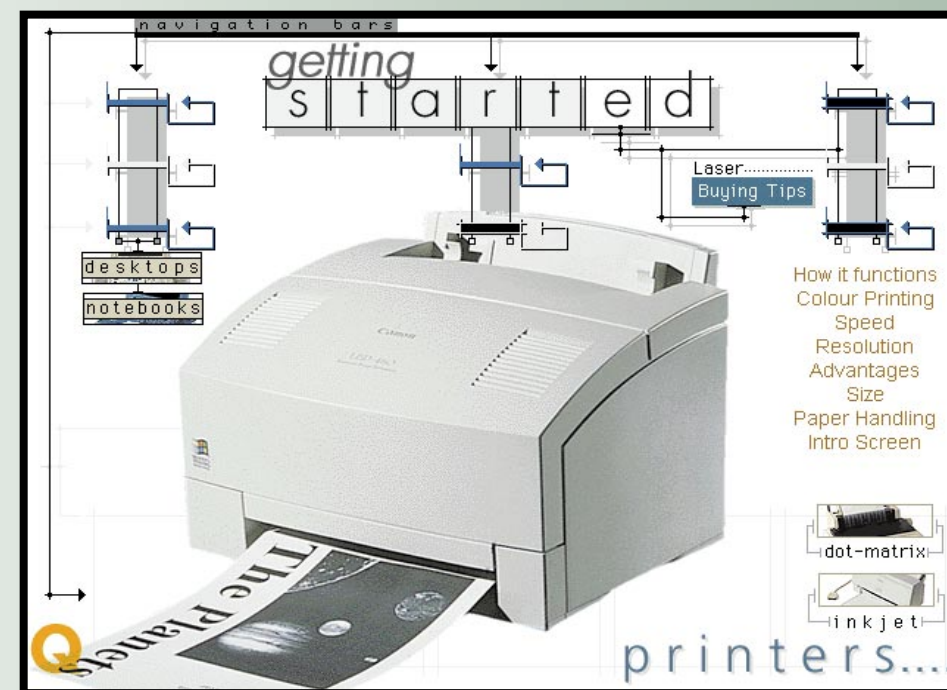 navigation bars
getting
started
Laser
Buying Tips
desktops
notebooks
How it functions
Colour Printing
Speed
Resolution
Advantages
Size
Paper Handling
Intro Screen
Canon
The Planets
dot-matrix
inkjet
Q
printers....